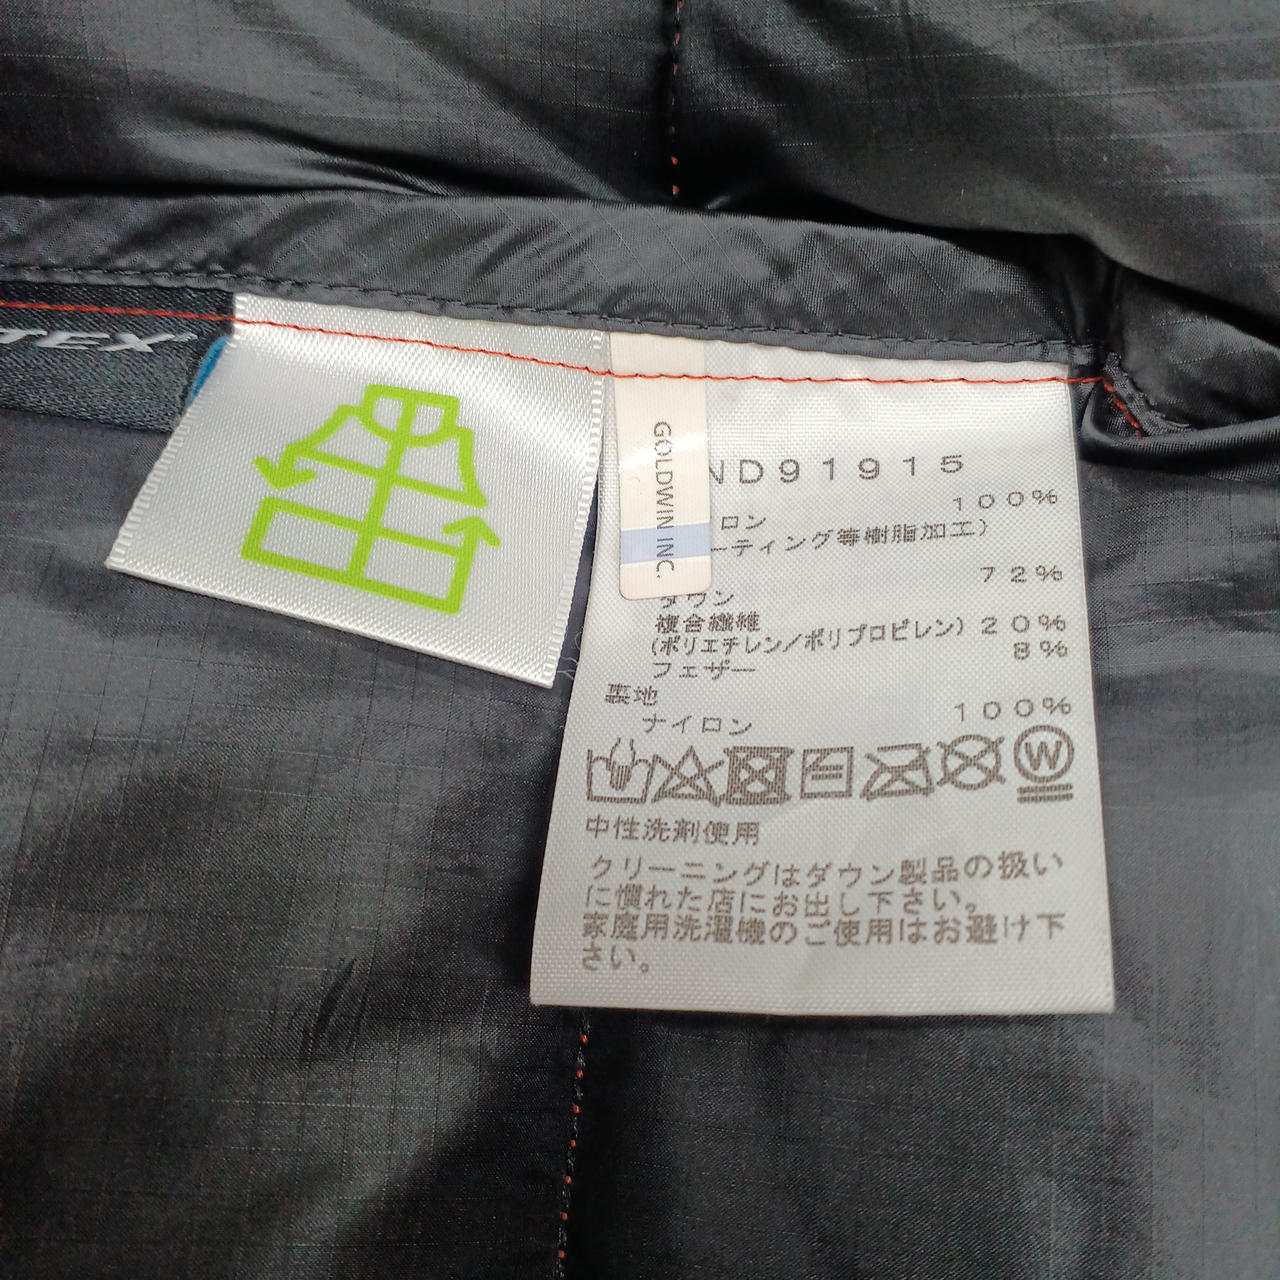 TEX
GOLDWIN INC.
ND91915
100%
ロン
ーティング等樹脂加工)
72%
ダウン
複合繊維
(ポリエチレン/ポリプロピレン) 20%
フェザー 8%
裏地
ナイロン 100%
W
中性洗剤使用
クリーニングはダウン製品の扱い
に慣れた店にお出し下さい。
家庭用洗濯機のご使用はお避け下
さい。